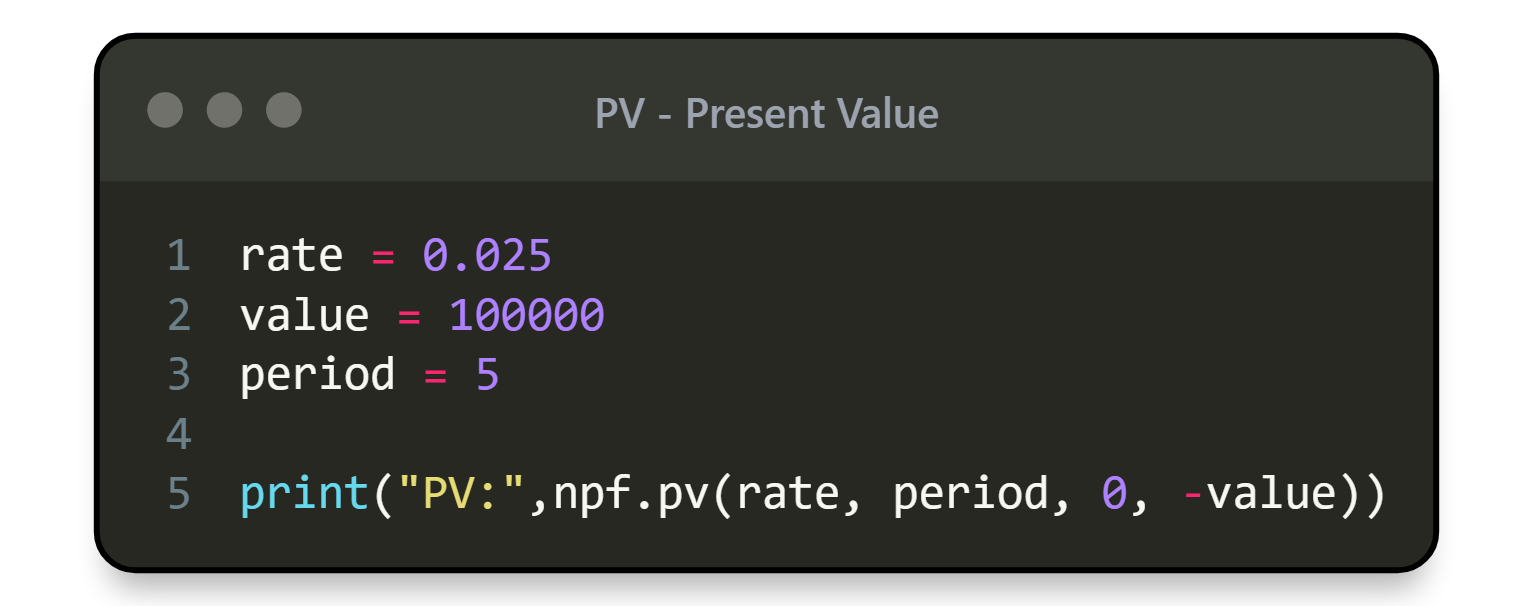 PV - Present Value
1 rate = 0.025
2 value = 100000
3 period = 5
4
5 print("PV:",npf.pv(rate, period, 0, -value))